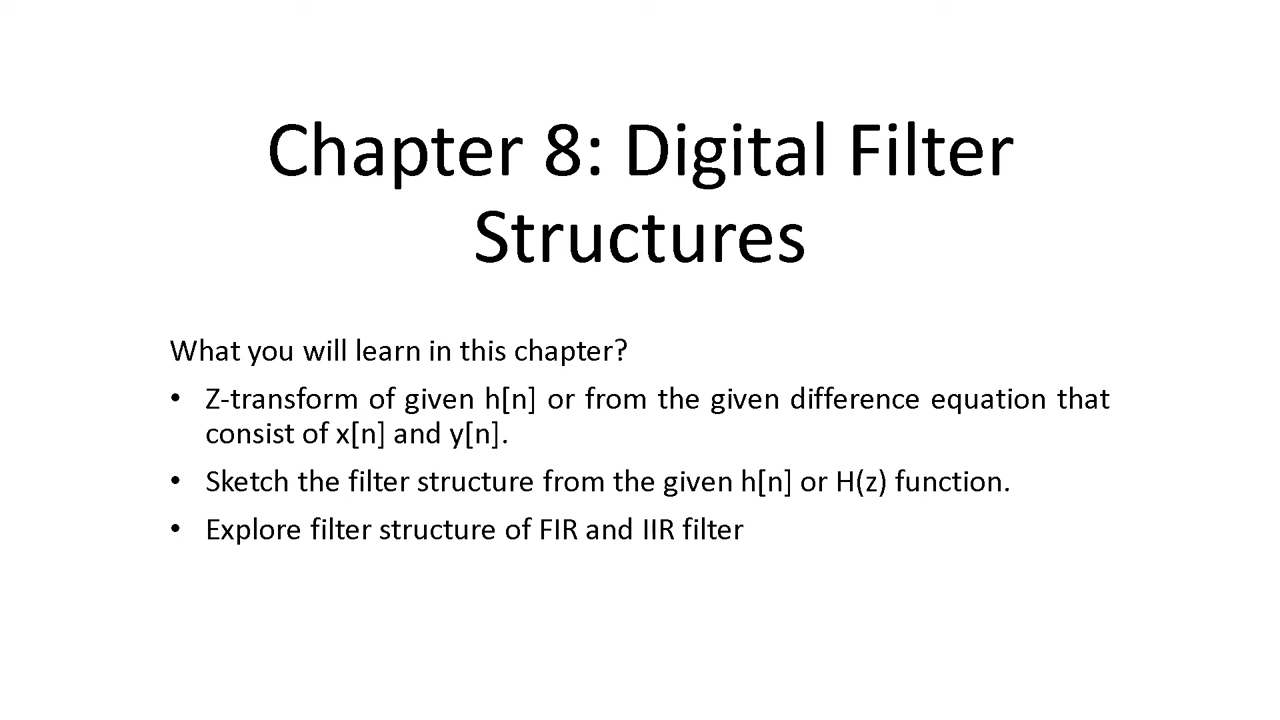 Chapter 8: Digital Filter
Structures
What you will learn in this chapter?
• Z-transform of given h[n] or from the given difference equation that
consist of x[n] and y[n].
• Sketch the filter structure from the given h[n] or H(z) function.
• Explore filter structure of FIR and IIR filter